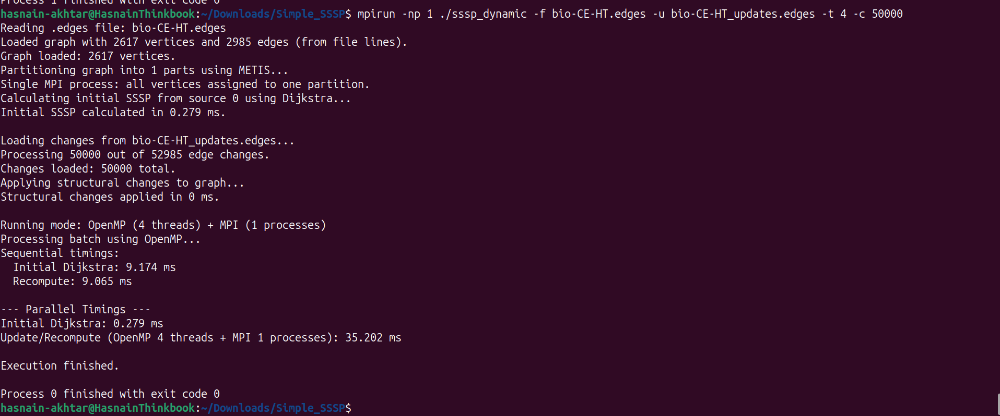 Process 1 finished with exit code 0
hasnain-akhtar@HasnainThinkbook:~/Downloads/Simple_SSSP$ mpirun -np 1 ./sssp_dynamic -f bio-CE-HT.edges -u bio-CE-HT_updates.edges -t 4 -c 50000
Reading .edges file: bio-CE-HT.edges
Loaded graph with 2617 vertices and 2985 edges (from file lines).
Graph loaded: 2617 vertices.
Partitioning graph into 1 parts using METIS...
Single MPI process: all vertices assigned to one partition.
Calculating initial SSSP from source 0 using Dijkstra...
Initial SSSP calculated in 0.279 ms.

Loading changes from bio-CE-HT_updates.edges...
Processing 50000 out of 52985 edge changes.
Changes loaded: 50000 total.
Applying structural changes to graph...
Structural changes applied in 0 ms.

Running mode: OpenMP (4 threads) + MPI (1 processes)
Processing batch using OpenMP...
Sequential timings:
  Initial Dijkstra: 9.174 ms
  Recompute: 9.065 ms

--- Parallel Timings ---
Initial Dijkstra: 0.279 ms
Update/Recompute (OpenMP 4 threads + MPI 1 processes): 35.202 ms

Execution finished.

Process 0 finished with exit code 0
hasnain-akhtar@HasnainThinkbook:~/Downloads/Simple_SSSP$